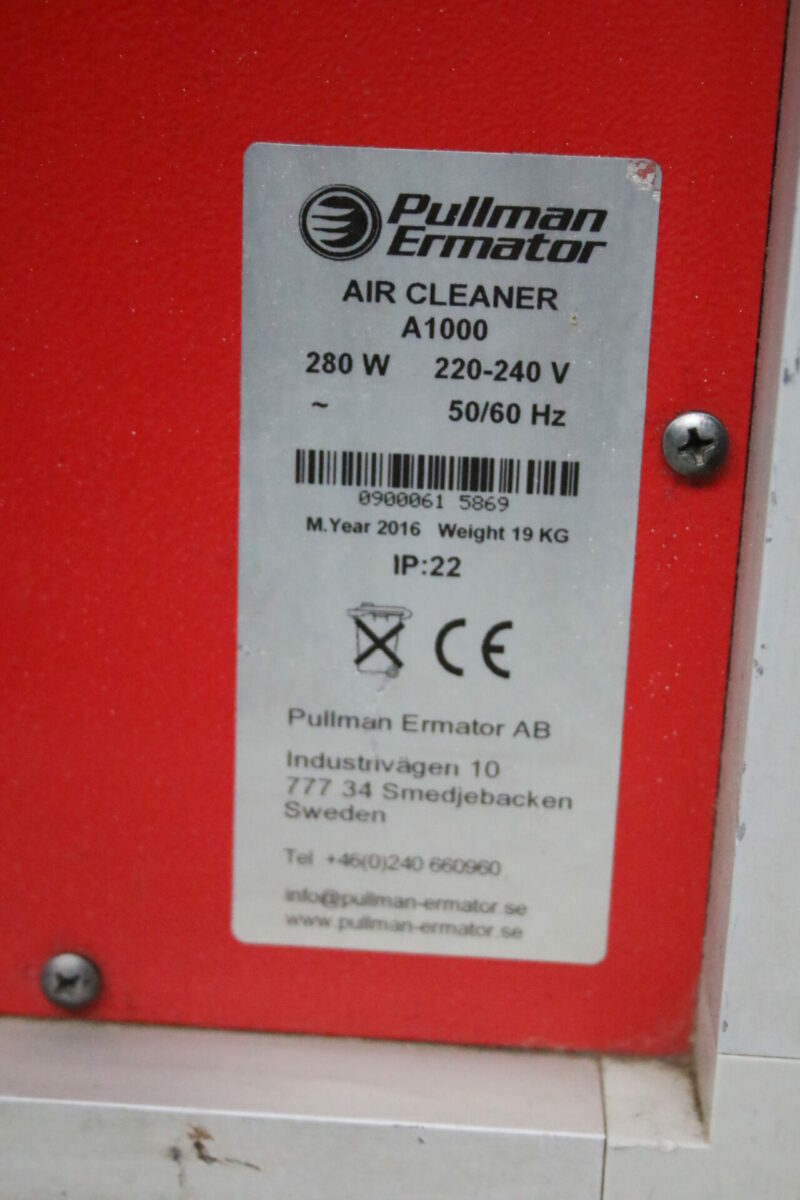 Pullman
Ermator
AIR CLEANER
A1000
280 W 220-240 V
~ 50/60 Hz
0900061 5869
M.Year 2016 Weight 19 KG
IP:22
CE
Pullman Ermator AB
Industrivägen 10
777 34 Smedjebacken
Sweden
Tel +46(0)240 660960
info@pullman-ermator.se
www.pullman-ermator.se